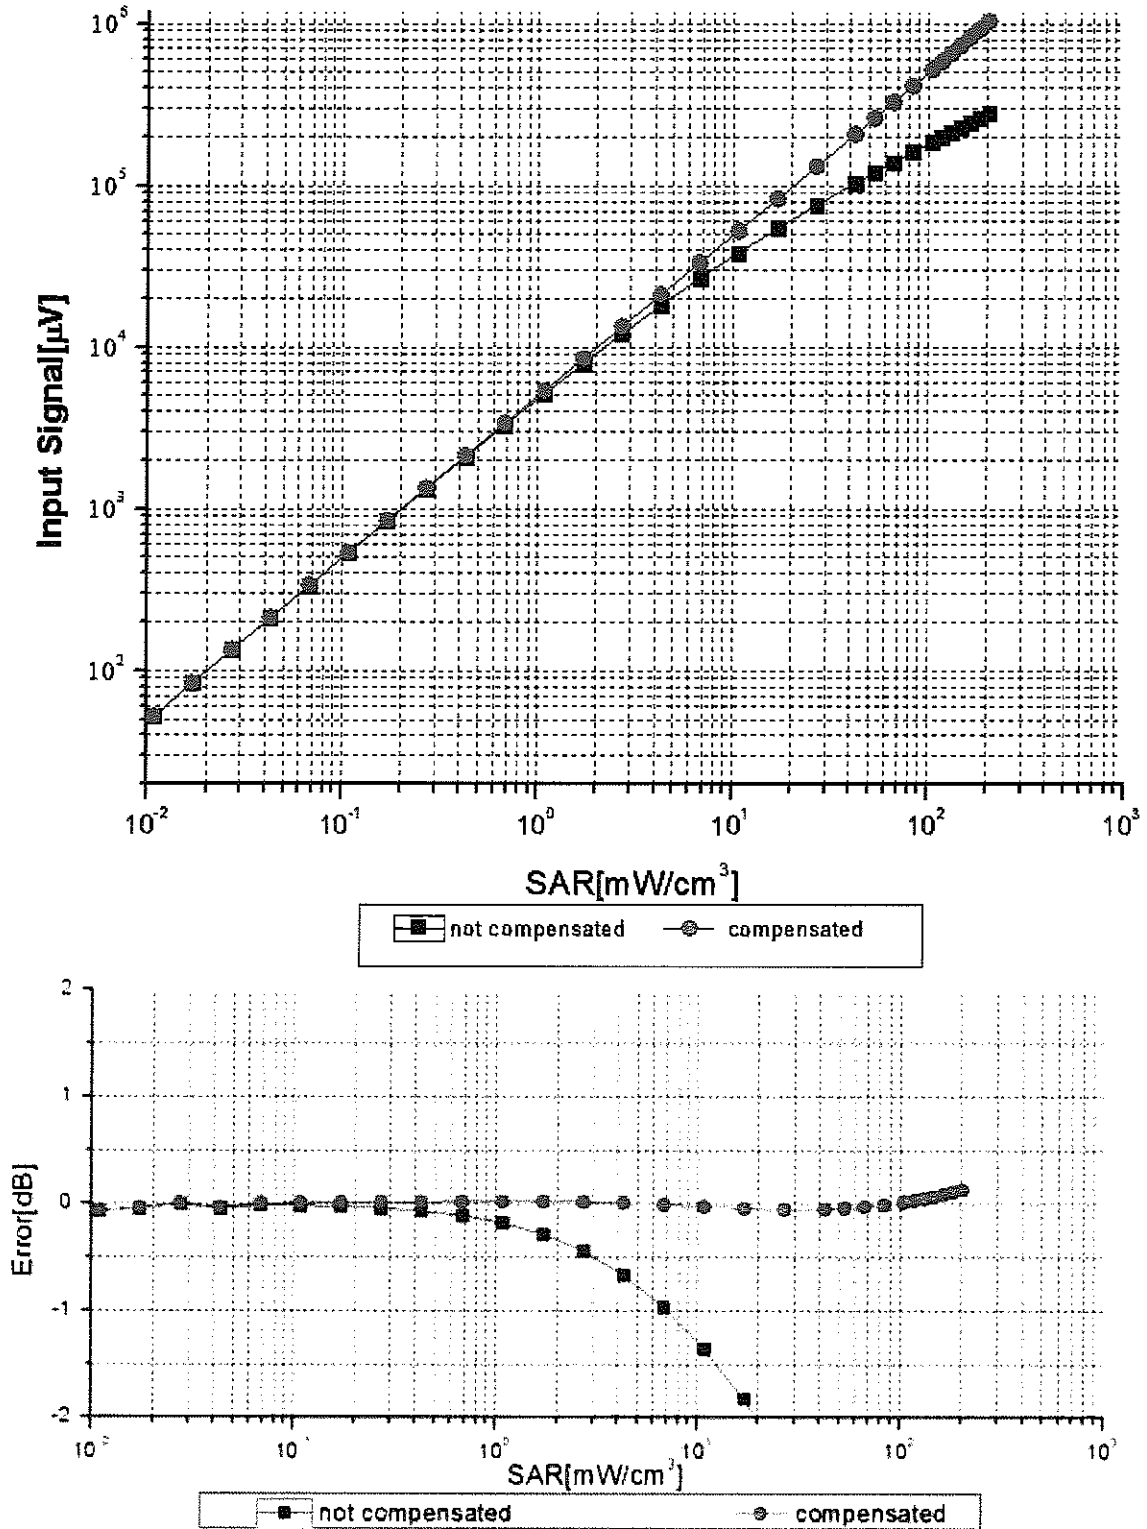 10⁶
10⁵
10⁴
10³
10²
Input Signal[µV]
10⁻² 10⁻¹ 10⁰ 10¹ 10² 10³
SAR[mW/cm³]
not compensated compensated
2
1
0
-1
-2
Error[dB]
10⁰ 10² 10³
SAR[mW/cm³]
not compensated compensated